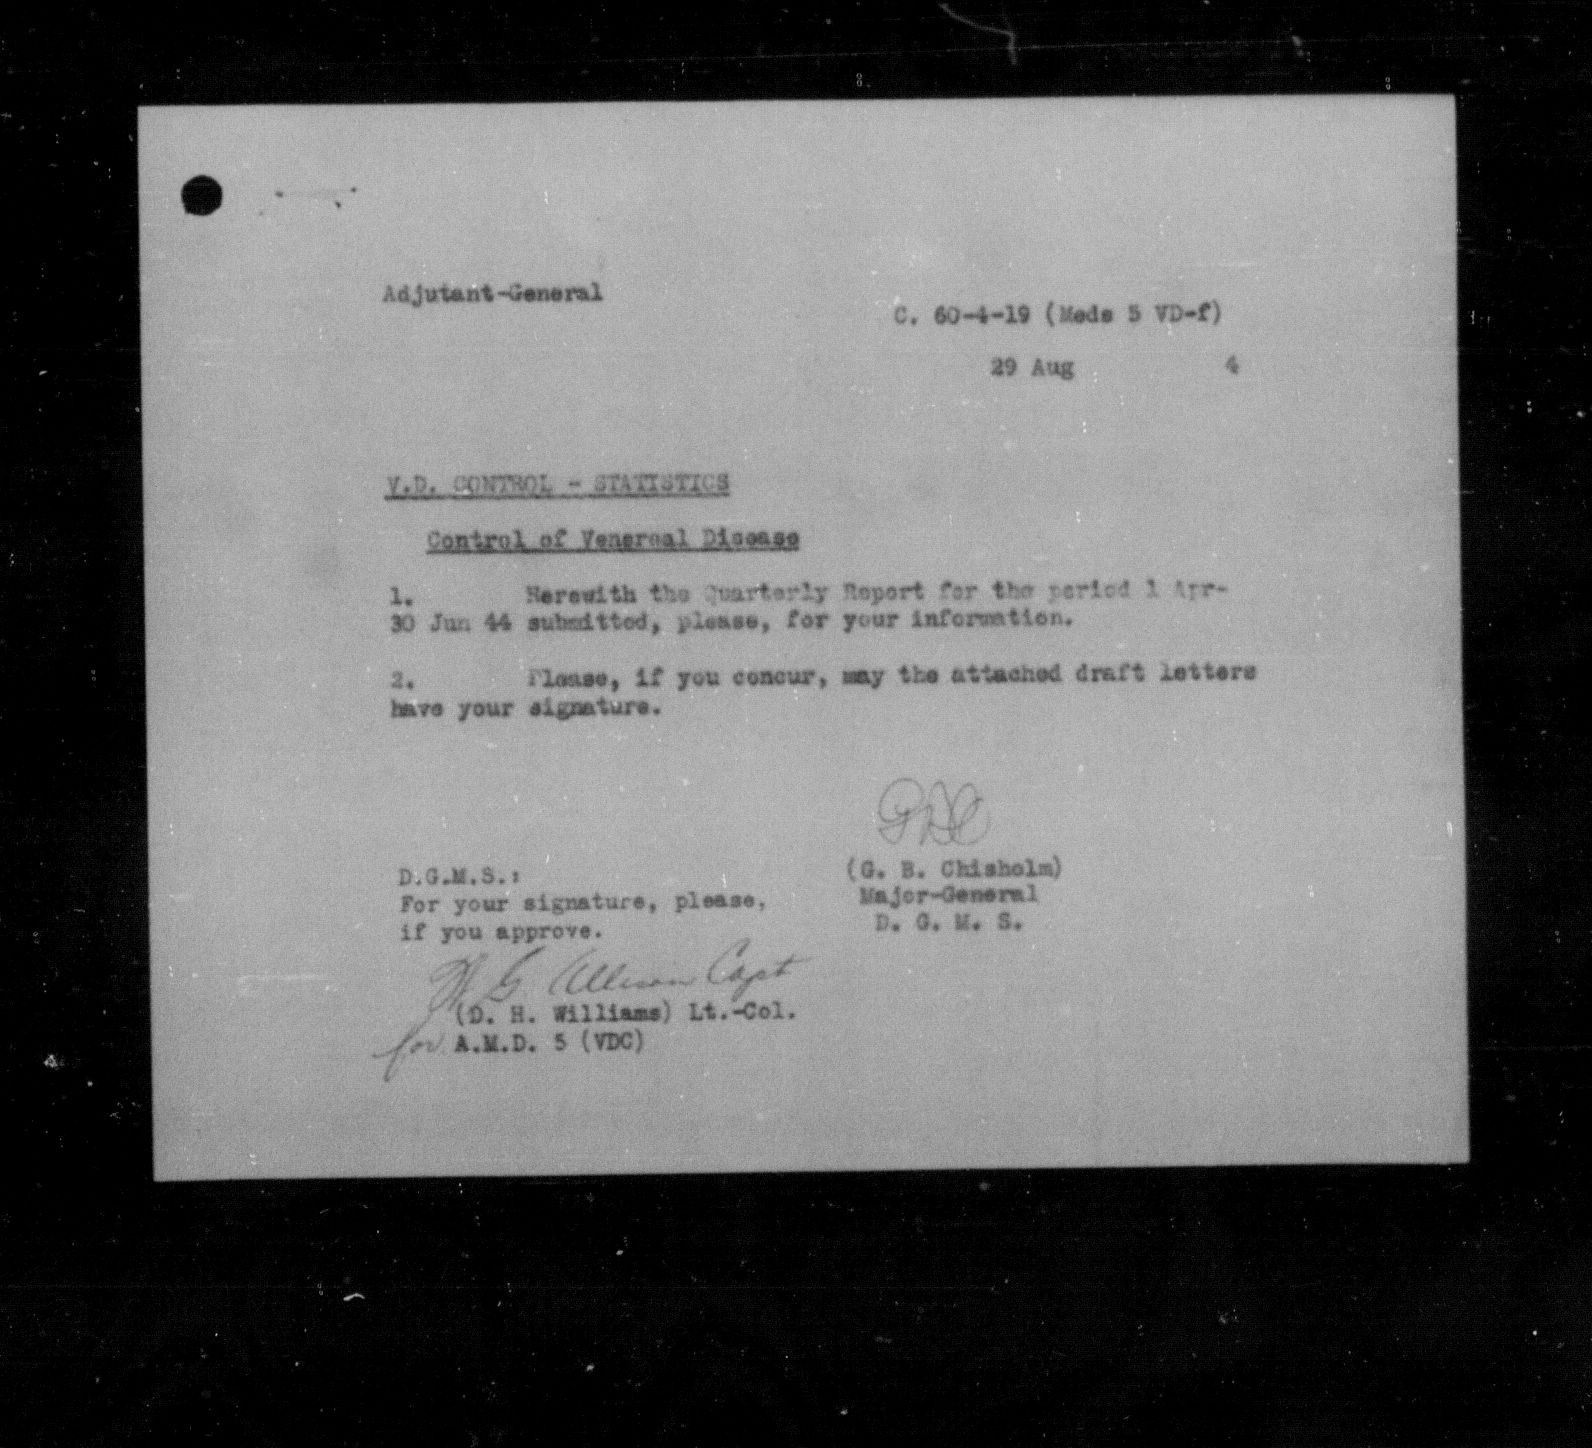 Adjutant-General
C. 60-4-19 (Meds 5 VD-f)
29 Aug 4
V.D. CONTROL - STATISTICS
Control of Venereal Disease
1. Herewith the Quarterly Report for the period 1 Apr-
30 Jun 44 submitted, please, for your information.
2. Please, if you concur, may the attached draft letters
have your signature.
(G. B. Chisholm)
Major-General
D. G. M. S.
D.G.M.S.:
For your signature, please,
if you approve.
G. Allison Capt
(D. H. Williams) Lt.-Col.
for A.M.D. 5 (VDC)